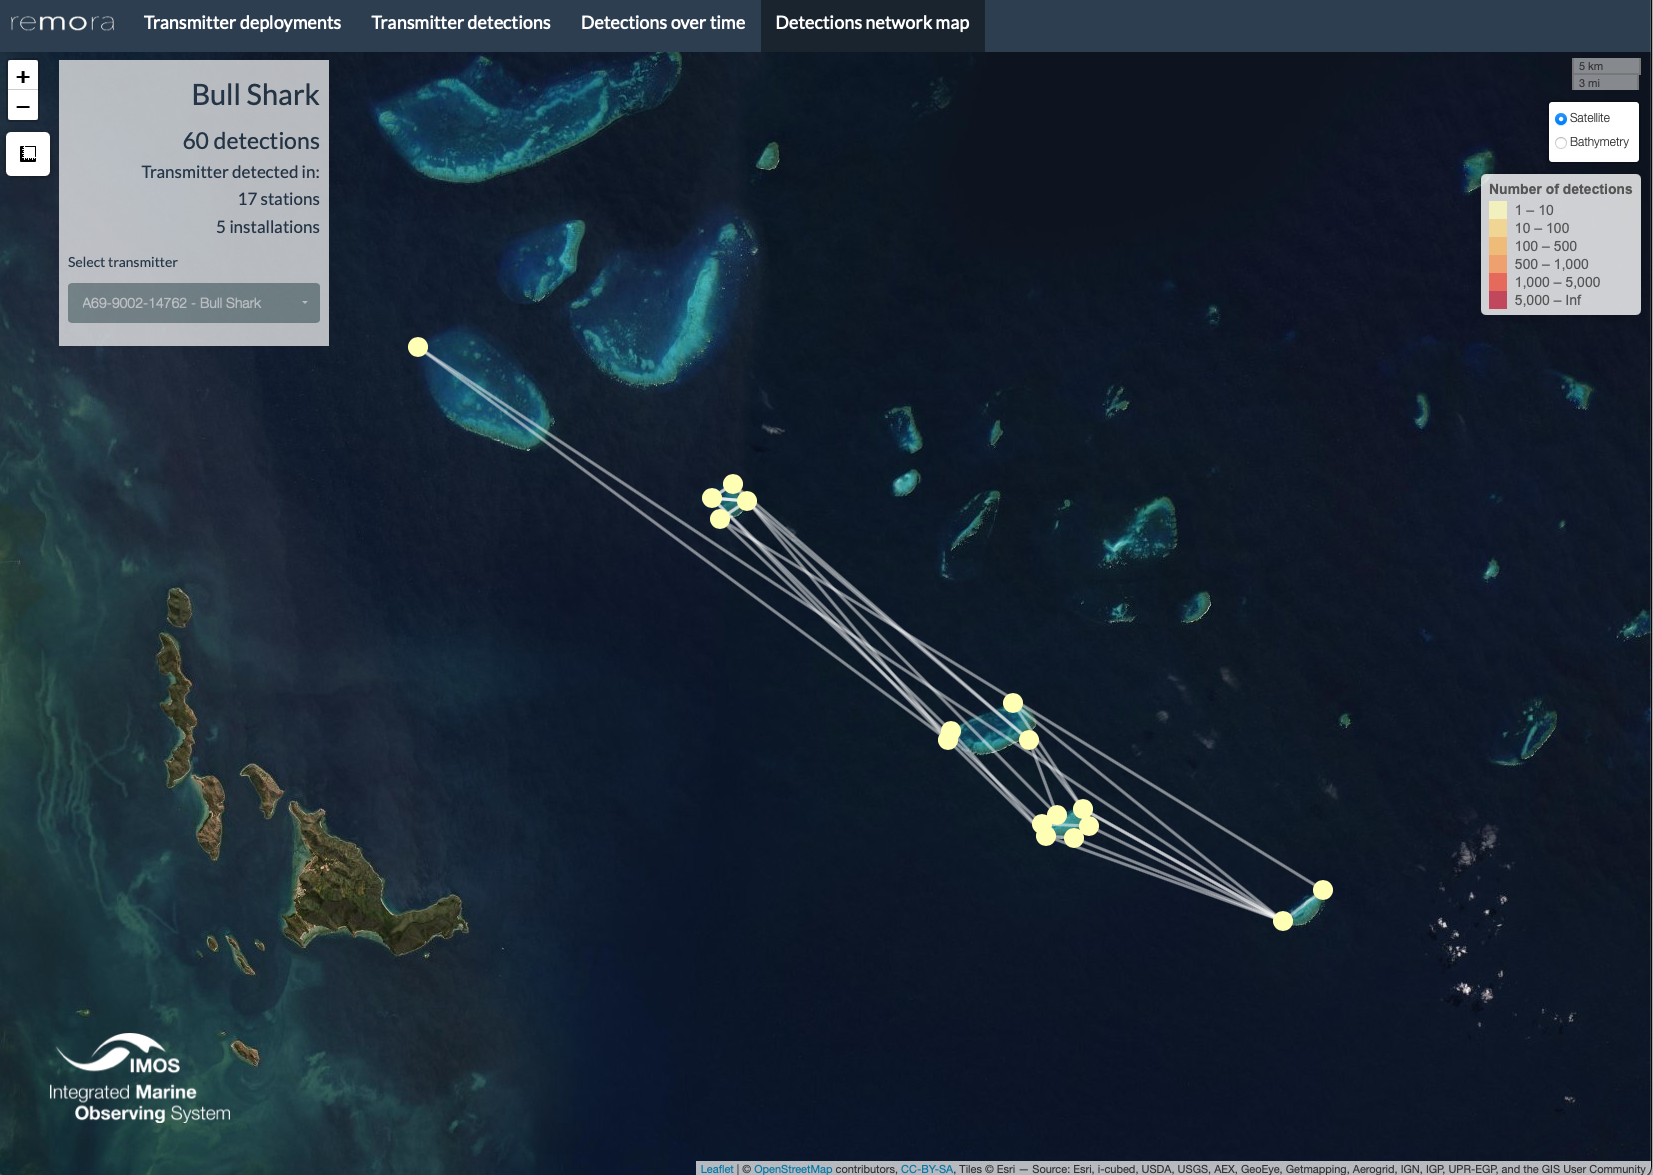 remora
Transmitter deployments
Transmitter detections
Detections over time
Detections network map
+
−
Bull Shark
60 detections
Transmitter detected in:
17 stations
5 installations
Select transmitter
A69-9002-14762 - Bull Shark
5 km
3 mi
Satellite
Bathymetry
Number of detections
1 – 10
10 – 100
100 – 500
500 – 1,000
1,000 – 5,000
5,000 – Inf
IMOS
Integrated Marine
Observing System
Leaflet | © OpenStreetMap contributors, CC-BY-SA, Tiles © Esri — Source: Esri, i-cubed, USDA, USGS, AEX, GeoEye, Getmapping, Aerogrid, IGN, IGP, UPR-EGP, and the GIS User Community